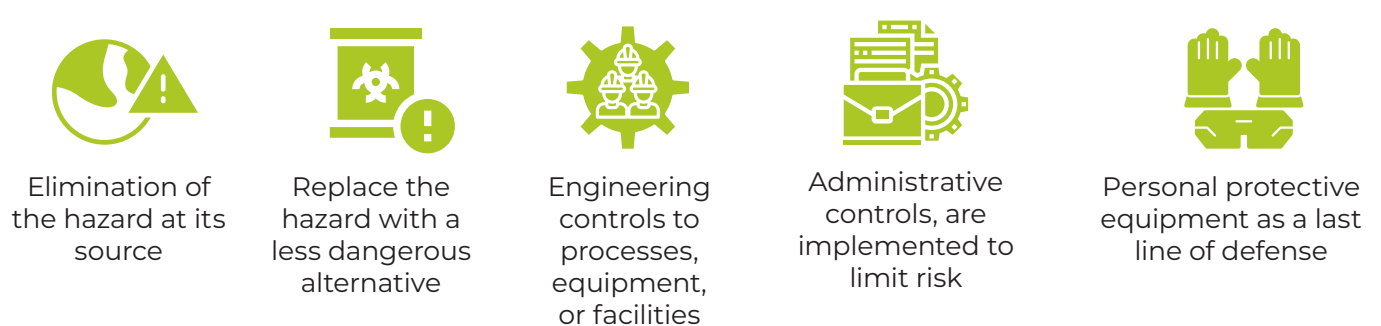 Elimination of
the hazard at its
source
Replace the
hazard with a
less dangerous
alternative
Engineering
controls to
processes,
equipment,
or facilities
Administrative
controls, are
implemented to
limit risk
Personal protective
equipment as a last
line of defense